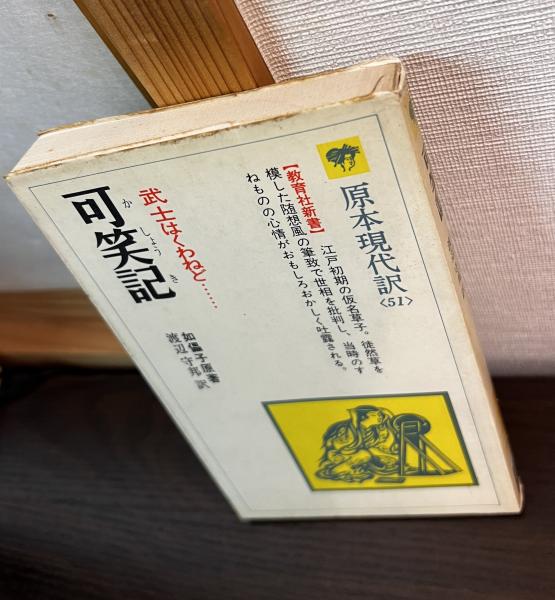 原本現代訳〈51〉
【教育社新書】
江戸初期の仮名草子。徒然草を
模した随想風の筆致で世相を批判し、当時のす
ねものの心情がおもしろおかしく吐露される。
武士はくわねど……
可笑記
か しょう き
如儡子原著
渡辺守邦訳